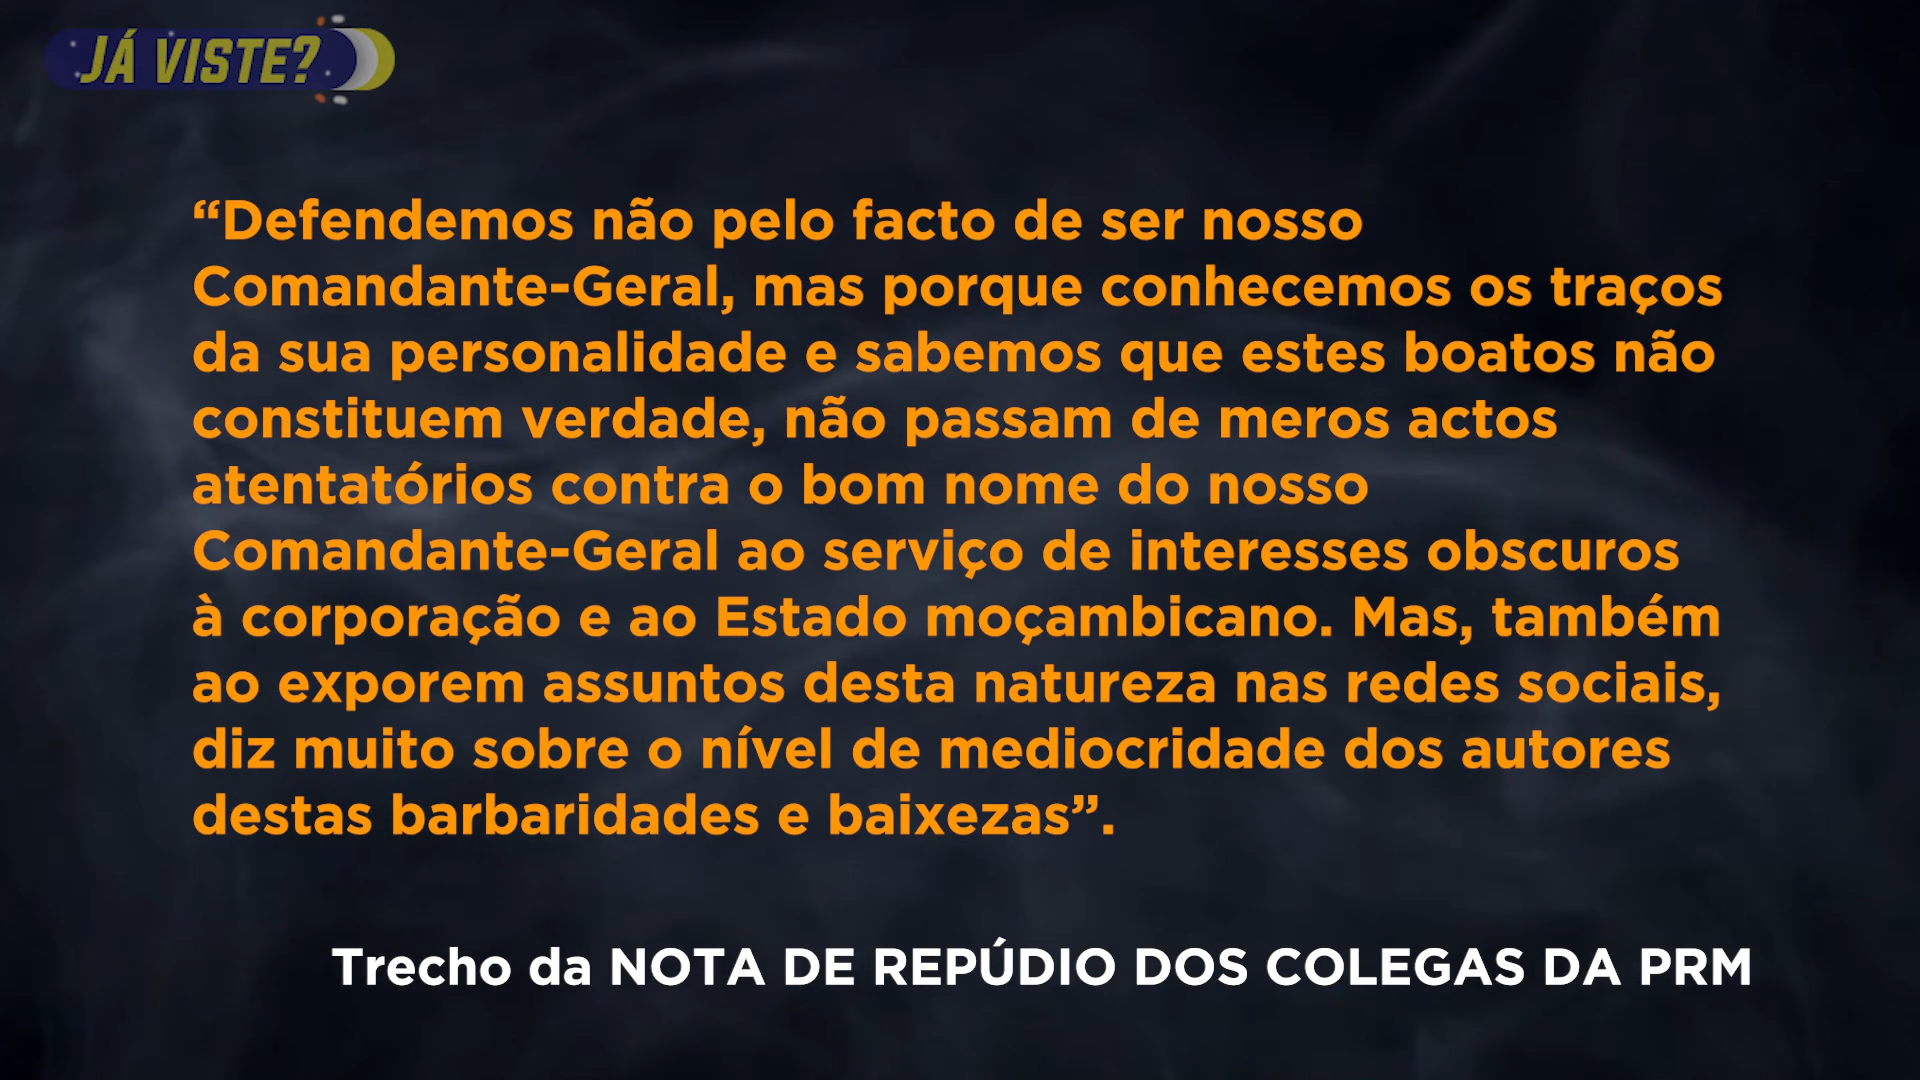 JÁ VISTE?
“Defendemos não pelo facto de ser nosso
Comandante-Geral, mas porque conhecemos os traços
da sua personalidade e sabemos que estes boatos não
constituem verdade, não passam de meros actos
atentatórios contra o bom nome do nosso
Comandante-Geral ao serviço de interesses obscuros
à corporação e ao Estado moçambicano. Mas, também
ao exporem assuntos desta natureza nas redes sociais,
diz muito sobre o nível de mediocridade dos autores
destas barbaridades e baixezas”.
Trecho da NOTA DE REPÚDIO DOS COLEGAS DA PRM